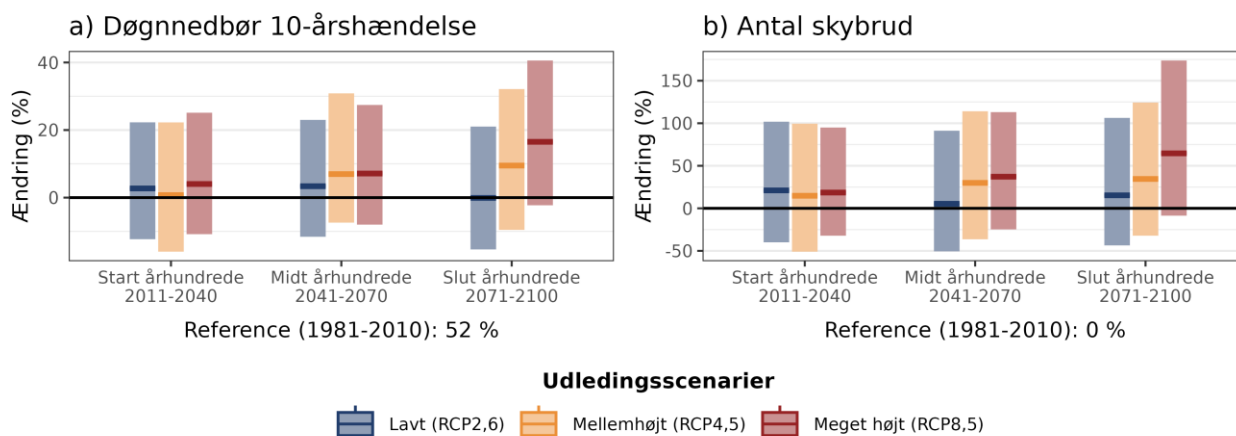 a) Døgnnedbør 10-årshændelse
Ændring (%)
40
20
0
Start århundrede
2011-2040
Midt århundrede
2041-2070
Slut århundrede
2071-2100
Reference (1981-2010): 52 %
b) Antal skybrud
Ændring (%)
150
100
50
0
-50
Start århundrede
2011-2040
Midt århundrede
2041-2070
Slut århundrede
2071-2100
Reference (1981-2010): 0 %
Udledingsscenarier
Lavt (RCP2,6)
Mellemhøjt (RCP4,5)
Meget højt (RCP8,5)